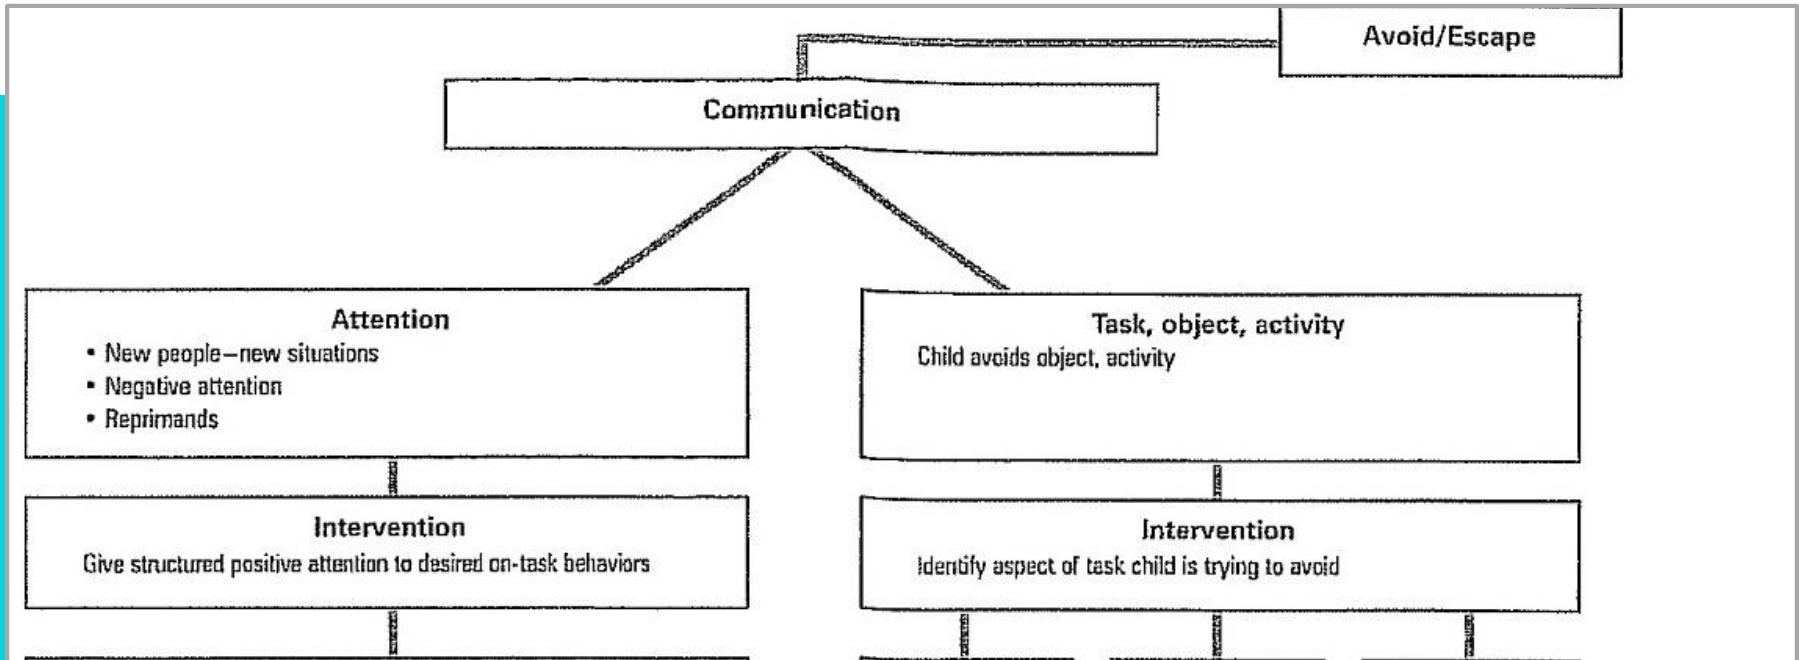 Avoid/Escape
Communication
Attention
• New people–new situations
• Negative attention
• Reprimands
Intervention
Give structured positive attention to desired on-task behaviors
Task, object, activity
Child avoids object, activity
Intervention
Identify aspect of task child is trying to avoid